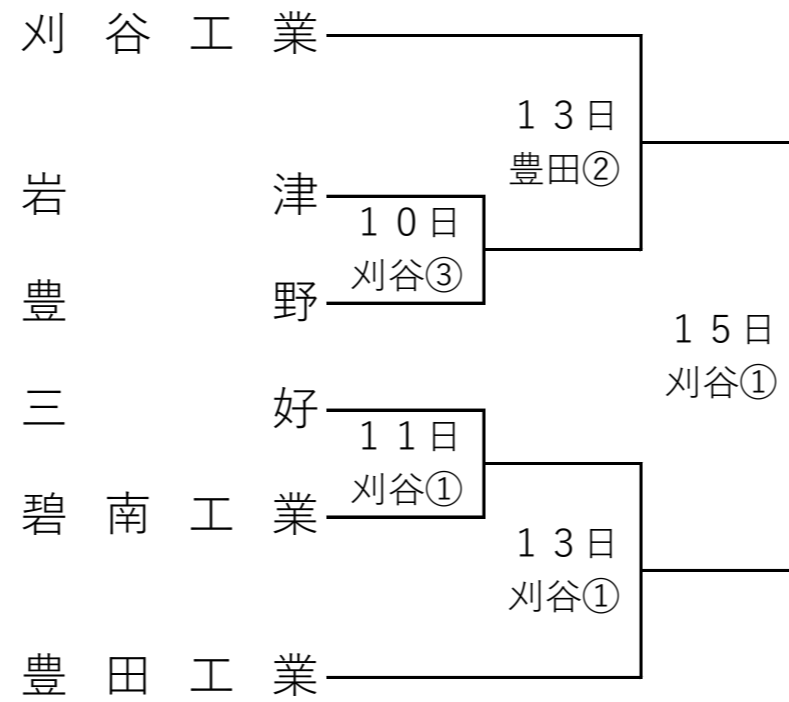 刈谷工業
１３日
豊田②
岩津
１０日
刈谷③
豊野
１５日
刈谷①
三好
１１日
刈谷①
碧南工業
１３日
刈谷①
豊田工業